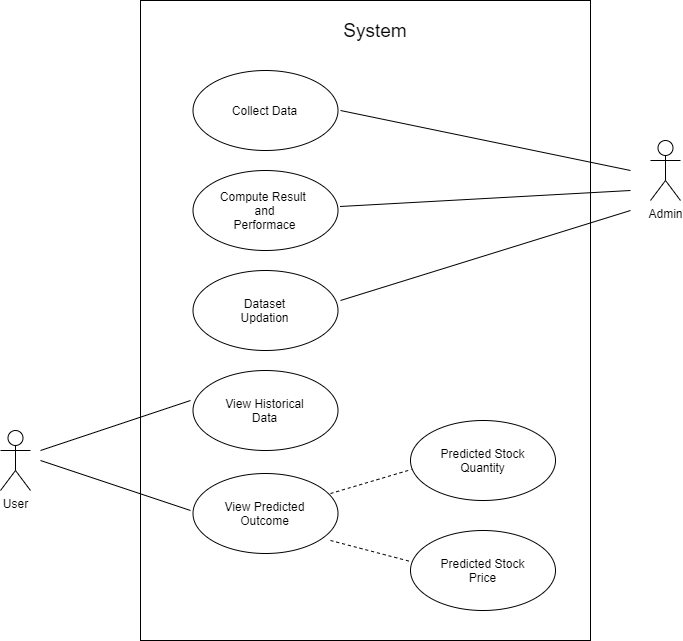 System
Collect Data
Compute Result
and
Performace
Admin
Dataset
Updation
View Historical
Data
Predicted Stock
Quantity
User
View Predicted
Outcome
Predicted Stock
Price